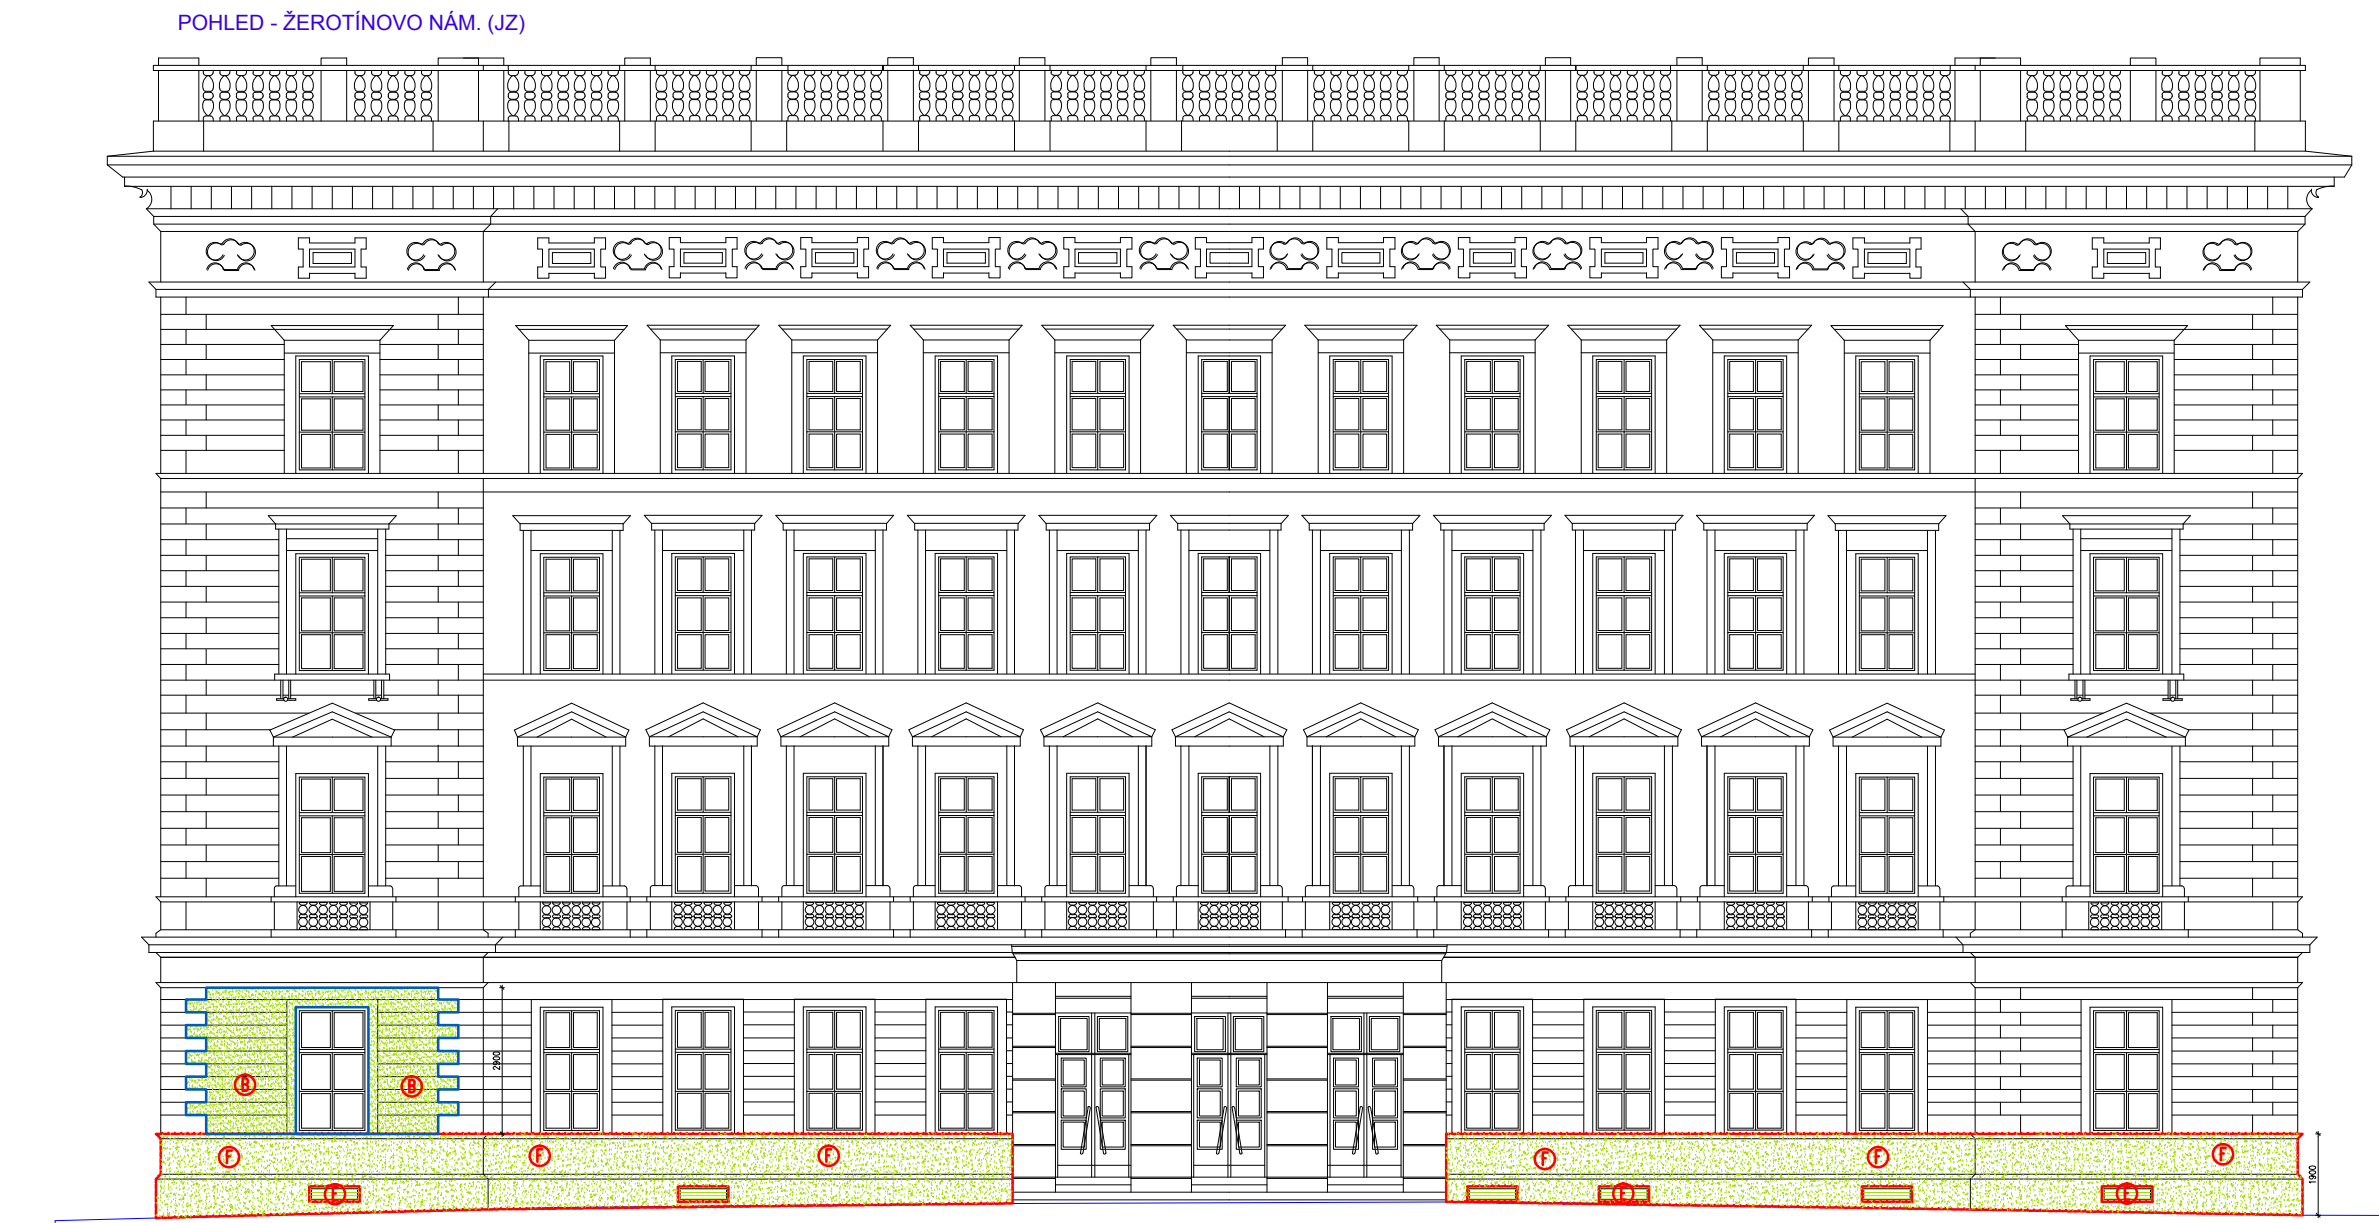 POHLED - ŽEROTÍNOVO NÁM. (JZ)
2900
B B
F F F F F F
F F F
1900